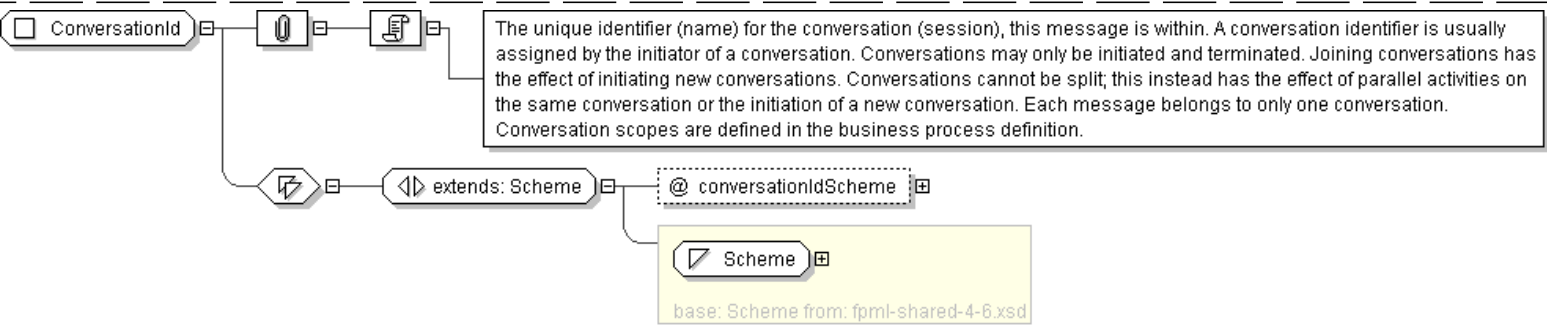 ConversationId
The unique identifier (name) for the conversation (session), this message is within. A conversation identifier is usually
assigned by the initiator of a conversation. Conversations may only be initiated and terminated. Joining conversations has
the effect of initiating new conversations. Conversations cannot be split; this instead has the effect of parallel activities on
the same conversation or the initiation of a new conversation. Each message belongs to only one conversation.
Conversation scopes are defined in the business process definition.
extends: Scheme
@ conversationIdScheme
Scheme
base: Scheme from: fpml-shared-4-6.xsd